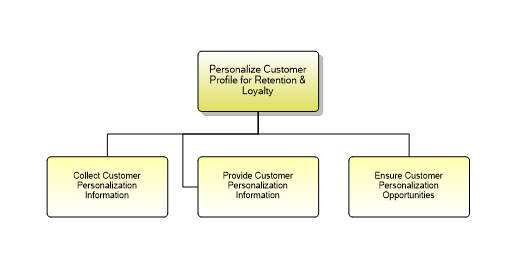 Personalize Customer
Profile for Retention &
Loyalty
Collect Customer
Personalization
Information
Provide Customer
Personalization
Information
Ensure Customer
Personalization
Opportunities